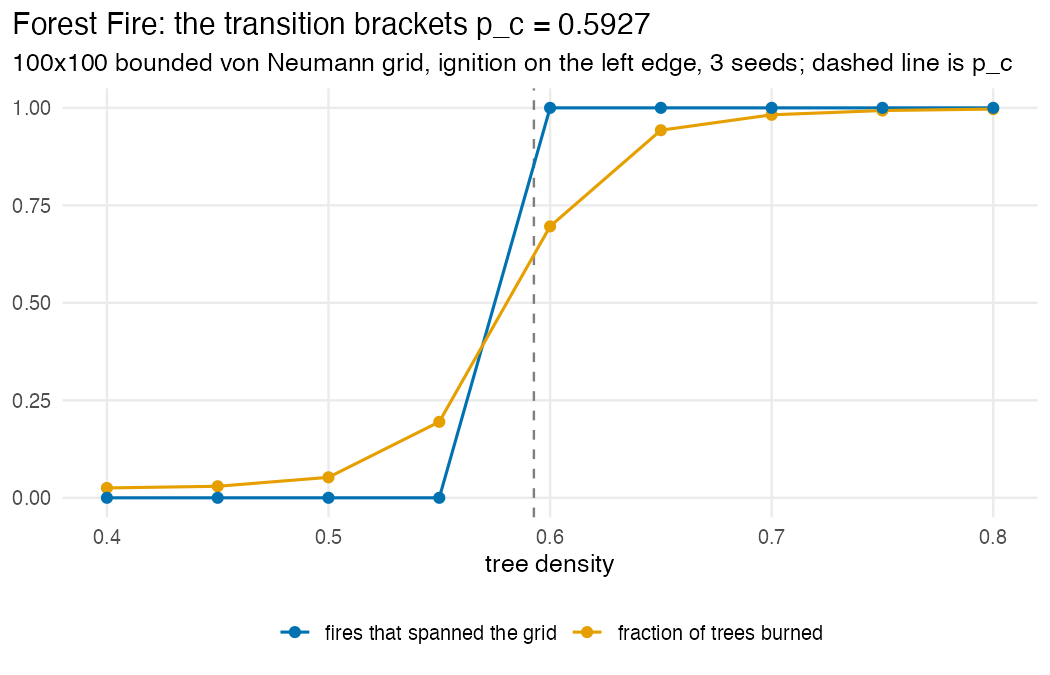 Forest Fire: the transition brackets p_c = 0.5927
100x100 bounded von Neumann grid, ignition on the left edge, 3 seeds; dashed line is p_c
1.00
0.75
0.50
0.25
0.00
0.4 0.5 0.6 0.7 0.8
tree density
fires that spanned the grid fraction of trees burned